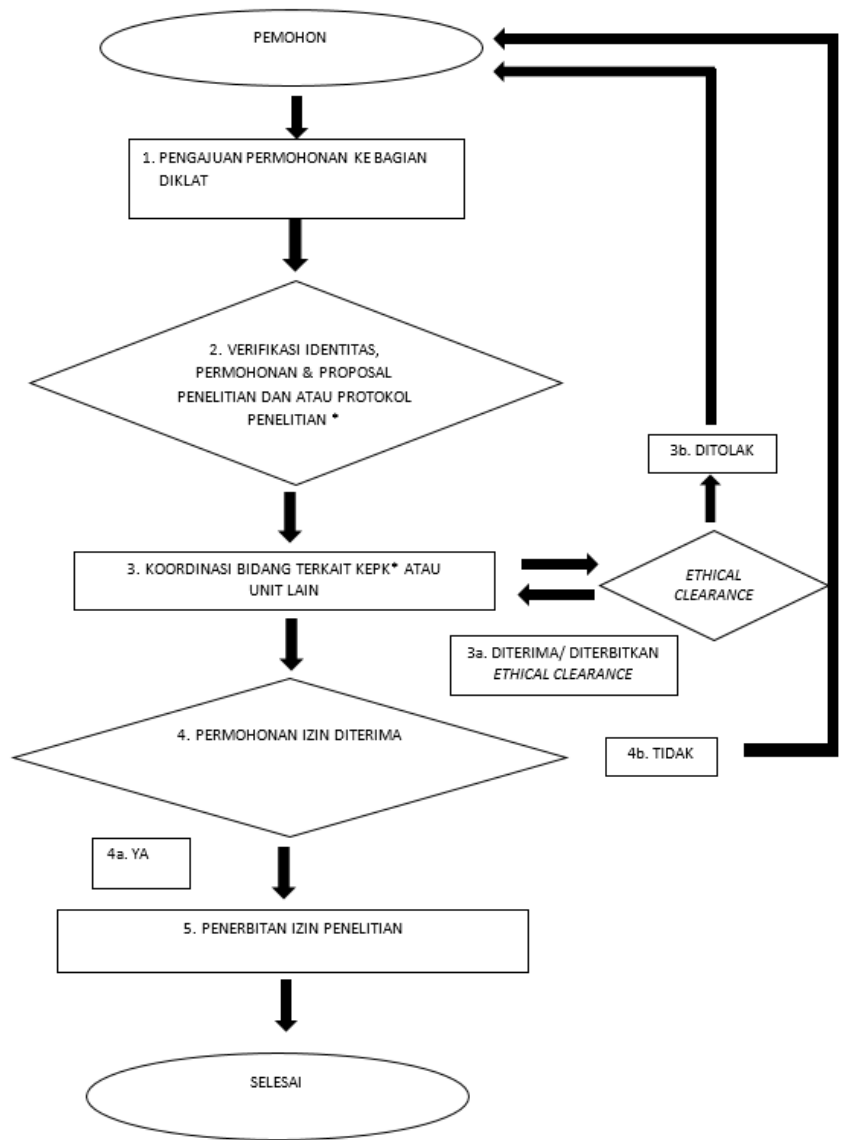 PEMOHON
1. PENGAJUAN PERMOHONAN KE BAGIAN
DIKLAT
2. VERIFIKASI IDENTITAS,
PERMOHONAN & PROPOSAL
PENELITIAN DAN ATAU PROTOKOL
PENELITIAN *
3b. DITOLAK
3. KOORDINASI BIDANG TERKAIT KEPK* ATAU
UNIT LAIN
ETHICAL
CLEARANCE
3a. DITERIMA/ DITERBITKAN
ETHICAL CLEARANCE
4. PERMOHONAN IZIN DITERIMA
4b. TIDAK
4a. YA
5. PENERBITAN IZIN PENELITIAN
SELESAI